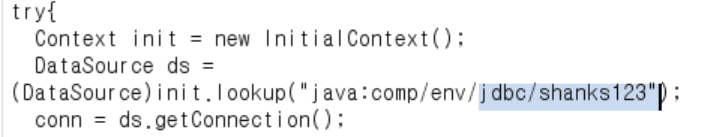 try{
  Context init = new InitialContext();
  DataSource ds =
(DataSource)init.lookup("java:comp/env/jdbc/shanks123");
  conn = ds.getConnection();